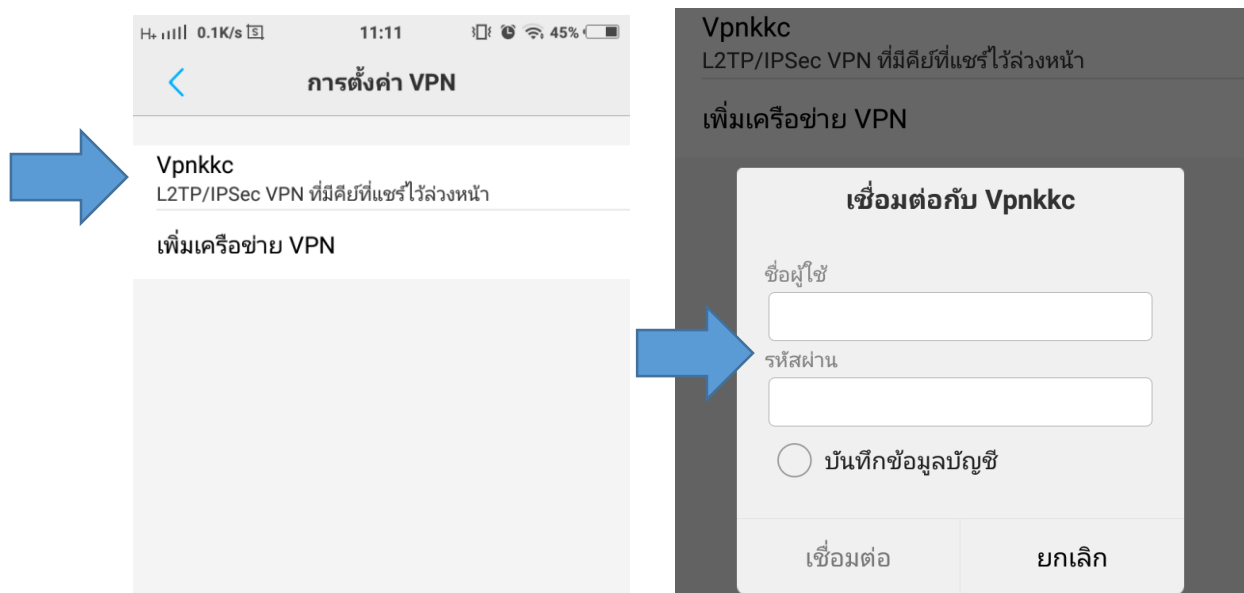 H+ 0.1K/s S 11:11 45%
การตั้งค่า VPN
Vpnkkc
L2TP/IPSec VPN ที่มีคีย์ที่แชร์ไว้ล่วงหน้า
เพิ่มเครือข่าย VPN
Vpnkkc
L2TP/IPSec VPN ที่มีคีย์ที่แชร์ไว้ล่วงหน้า
เพิ่มเครือข่าย VPN
เชื่อมต่อกับ Vpnkkc
ชื่อผู้ใช้
รหัสผ่าน
บันทึกข้อมูลบัญชี
เชื่อมต่อ ยกเลิก